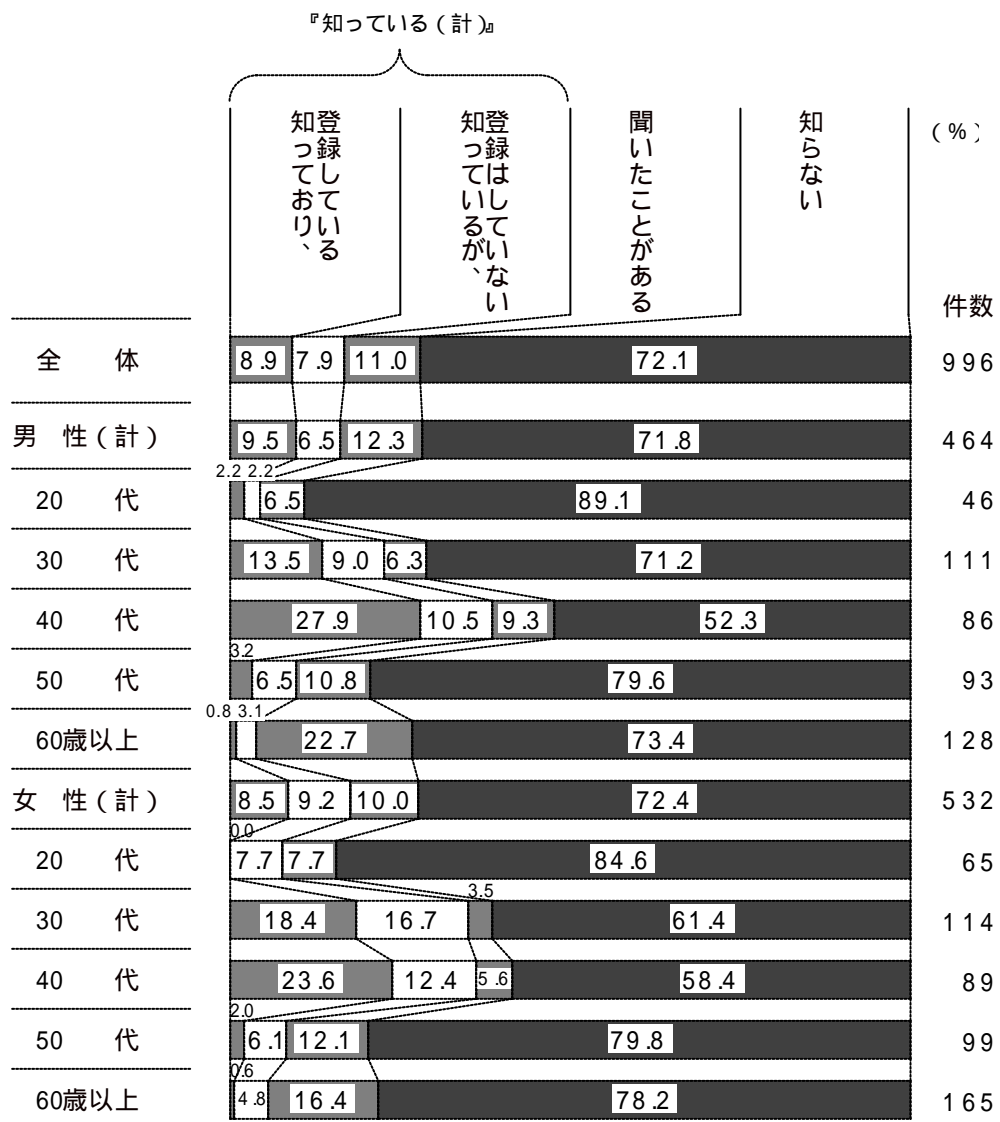 『知っている(計)』
知っており、登録している
知っているが、登録はしていない
聞いたことがある
知らない
(%)
件数
全 体 8.9 7.9 11.0 72.1 996
男 性(計) 9.5 6.5 12.3 71.8 464
20 代 2.2 2.2 6.5 89.1 46
30 代 13.5 9.0 6.3 71.2 111
40 代 27.9 10.5 9.3 52.3 86
50 代 3.2 6.5 10.8 79.6 93
60歳以上 0.8 3.1 22.7 73.4 128
女 性(計) 8.5 9.2 10.0 72.4 532
20 代 0.0 7.7 7.7 84.6 65
30 代 18.4 16.7 3.5 61.4 114
40 代 23.6 12.4 5.6 58.4 89
50 代 2.0 6.1 12.1 79.8 99
60歳以上 0.6 4.8 16.4 78.2 165